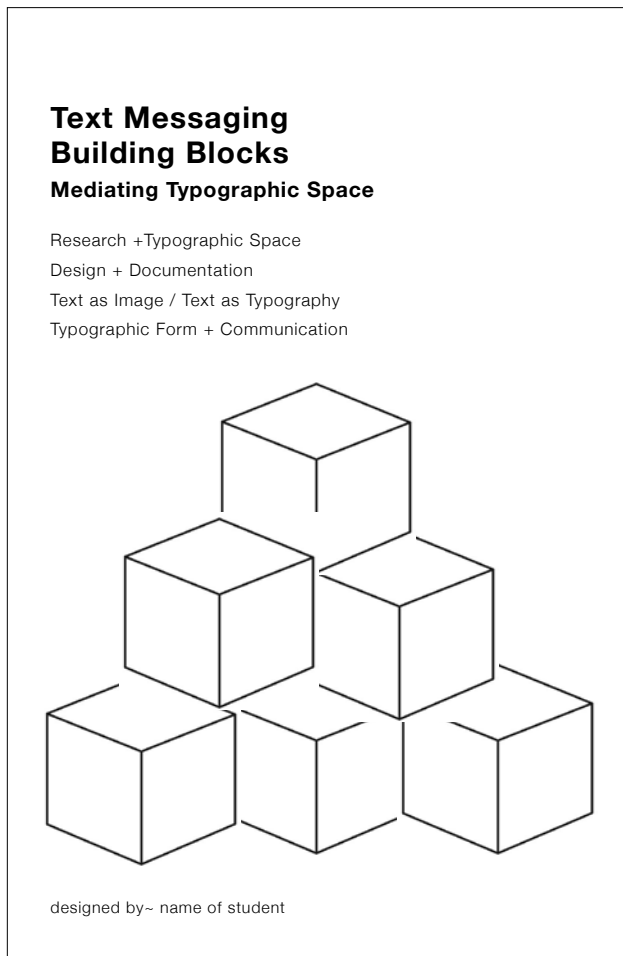 Text Messaging
Building Blocks
Mediating Typographic Space
Research +Typographic Space
Design + Documentation
Text as Image / Text as Typography
Typographic Form + Communication
designed by~ name of student